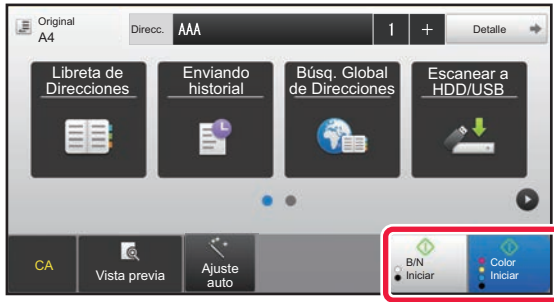 Original
A4
Direcc.
AAA
1
+
Detalle
Libreta de
Direcciones
Enviando
historial
Búsq. Global
de Direcciones
Escanear a
HDD/USB
CA
Vista previa
Ajuste
auto
B/N
Iniciar
Color
Iniciar